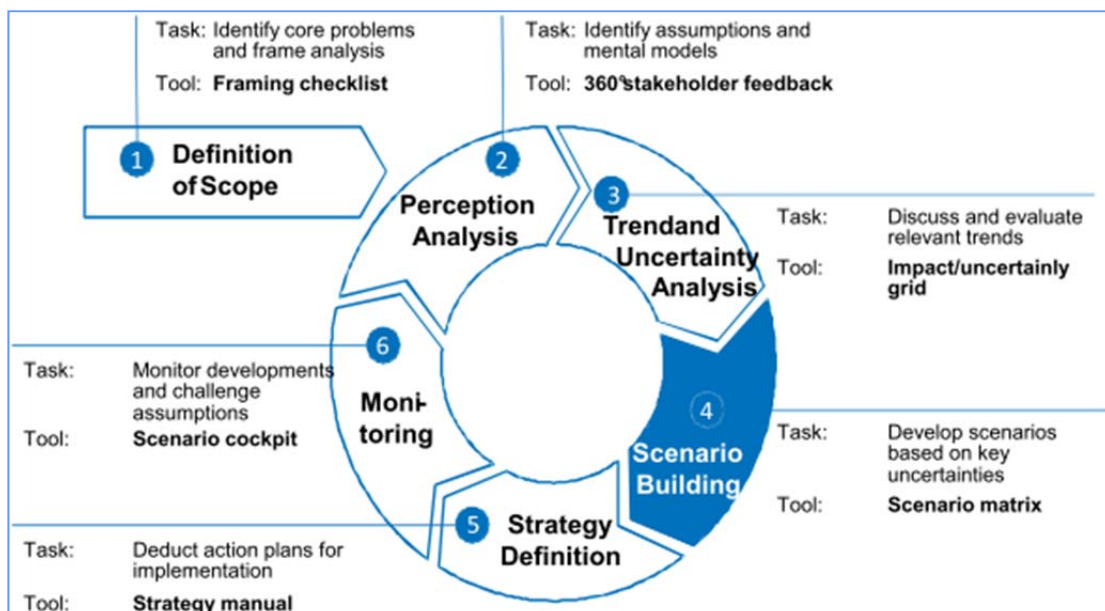 Task: Identify core problems
and frame analysis
Tool: Framing checklist
Task: Identify assumptions and
mental models
Tool: 360°stakeholder feedback
1
Definition
of Scope
2
Perception
Analysis
3
Trendand
Uncertainty
Analysis
Task: Discuss and evaluate
relevant trends
Tool: Impact/uncertainly
grid
4
Scenario
Building
Task: Develop scenarios
based on key
uncertainties
Tool: Scenario matrix
5
Strategy
Definition
Task: Deduct action plans for
implementation
Tool: Strategy manual
6
Moni-
toring
Task: Monitor developments
and challenge
assumptions
Tool: Scenario cockpit